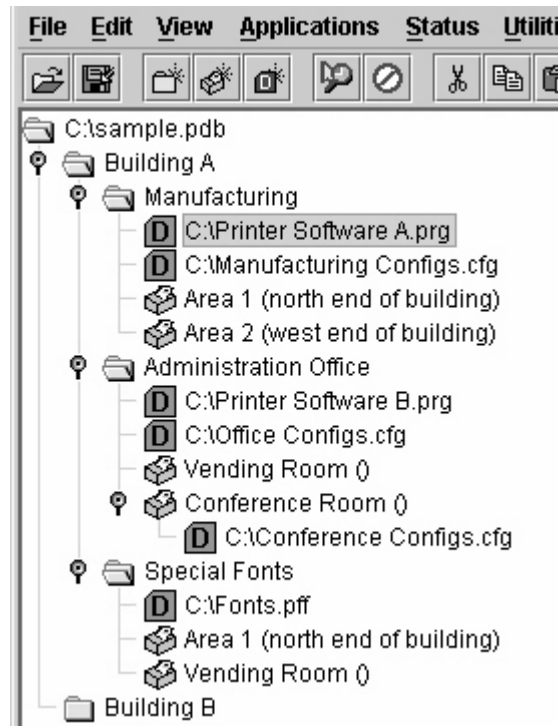 File Edit View Applications Status Utiliti
C:\sample.pdb
Building A
Manufacturing
D C:\Printer Software A.prg
D C:\Manufacturing Configs.cfg
Area 1 (north end of building)
Area 2 (west end of building)
Administration Office
D C:\Printer Software B.prg
D C:\Office Configs.cfg
Vending Room ()
Conference Room ()
D C:\Conference Configs.cfg
Special Fonts
D C:\Fonts.pff
Area 1 (north end of building)
Vending Room ()
Building B